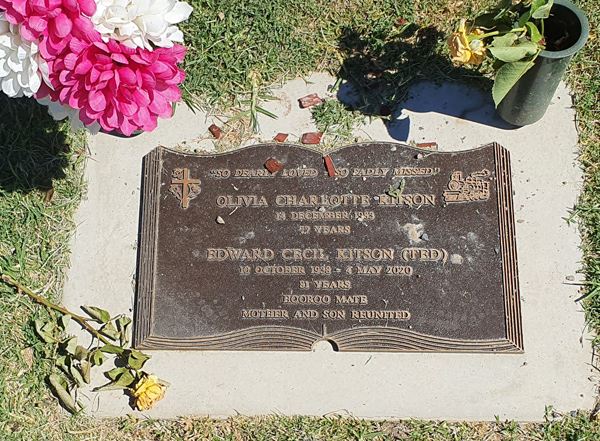 "SO DEARLY LOVED SO SADLY MISSED"
OLIVIA CHARLOTTE KITSON
14 DECEMBER 1983
77 YEARS
EDWARD CECIL KITSON (TED)
10 OCTOBER 1938 - 4 MAY 2020
81 YEARS
HOOROO MATE
MOTHER AND SON REUNITED